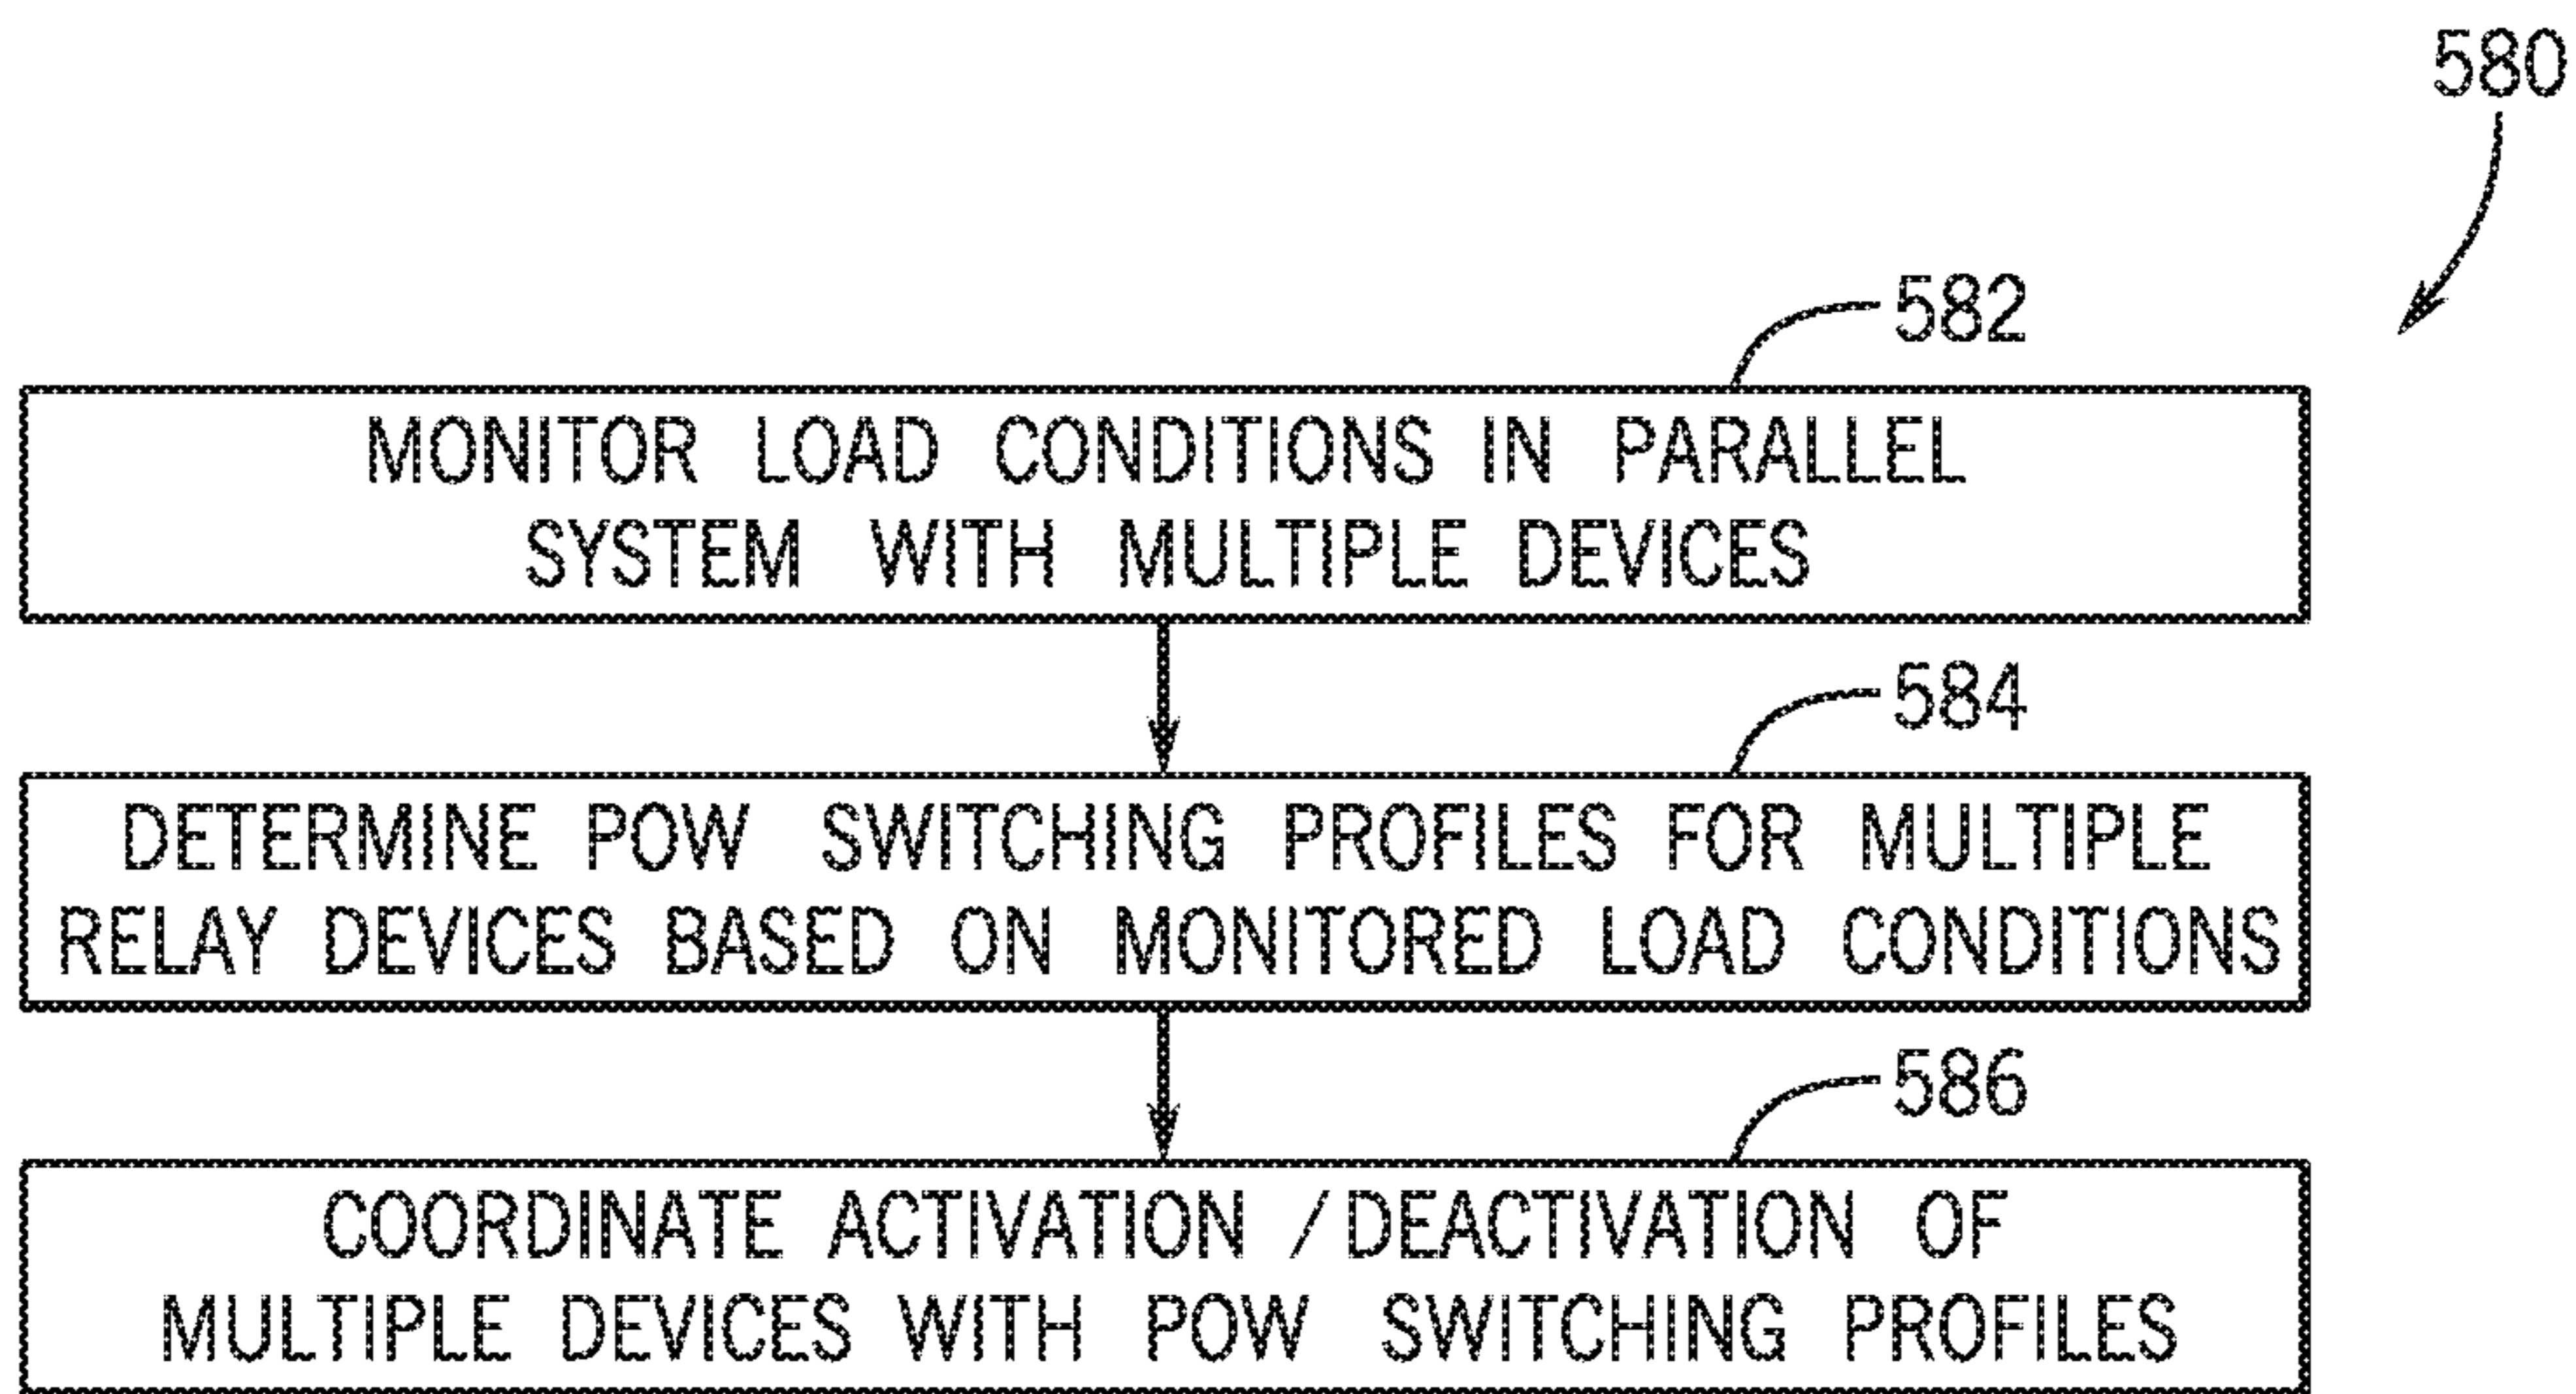 580
582
MONITOR LOAD CONDITIONS IN PARALLEL
SYSTEM WITH MULTIPLE DEVICES
584
DETERMINE POW SWITCHING PROFILES FOR MULTIPLE
RELAY DEVICES BASED ON MONITORED LOAD CONDITIONS
586
COORDINATE ACTIVATION / DEACTIVATION OF
MULTIPLE DEVICES WITH POW SWITCHING PROFILES